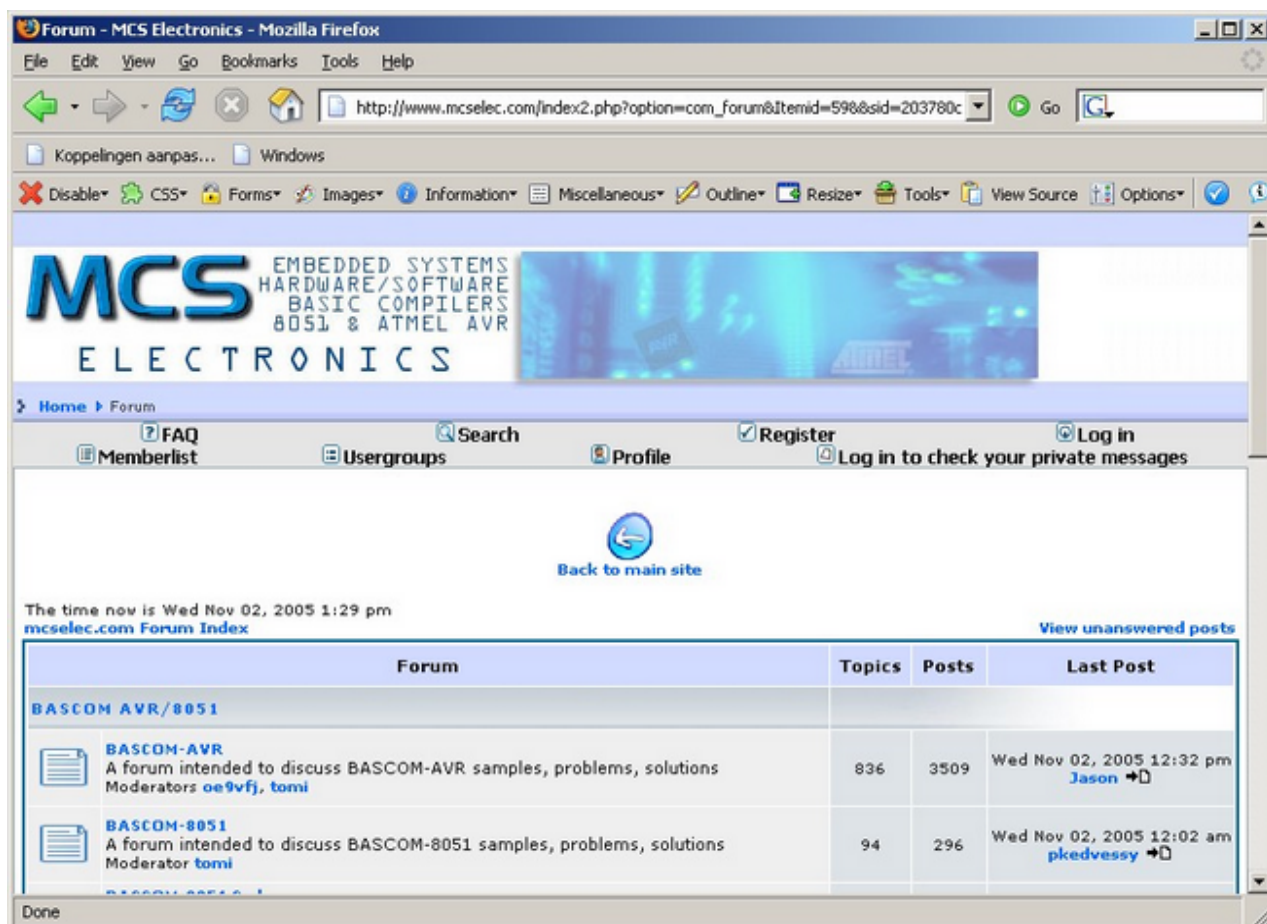 Forum - MCS Electronics - Mozilla Firefox
File Edit View Go Bookmarks Tools Help
http://www.mcselec.com/index2.php?option=com_forum&Itemid=598&sid=203780c Go G
Koppelingen aanpas... Windows
Disable CSS Forms Images Information Miscellaneous Outline Resize Tools View Source Options
MCS
EMBEDDED SYSTEMS
HARDWARE/SOFTWARE
BASIC COMPILERS
8051 & ATMEL AVR
ELECTRONICS
AVR
ATMEL
Home Forum
FAQ Search Register Log in
Memberlist Usergroups Profile Log in to check your private messages
Back to main site
The time now is Wed Nov 02, 2005 1:29 pm
mcselec.com Forum Index View unanswered posts
Forum Topics Posts Last Post
BASCOM AVR/8051
BASCOM-AVR
A forum intended to discuss BASCOM-AVR samples, problems, solutions
Moderators oe9vfj, tomi
836 3509 Wed Nov 02, 2005 12:32 pm
Jason
BASCOM-8051
A forum intended to discuss BASCOM-8051 samples, problems, solutions
Moderator tomi
94 296 Wed Nov 02, 2005 12:02 am
pkedvessy
Done